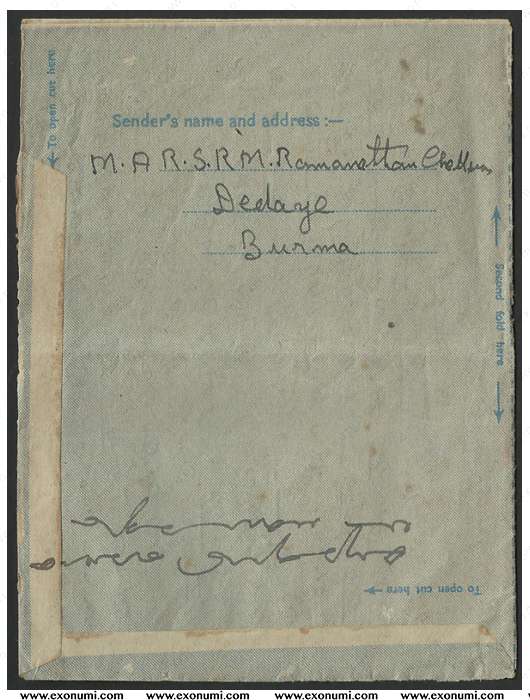 To open cut here
Sender's name and address :—
M. A R. S. R M. Ramanathan Chettiar
Dedaye
Burma
Second fold here
To open cut here
www.exonumi.com www.exonumi.com www.exonumi.com www.exonumi.com